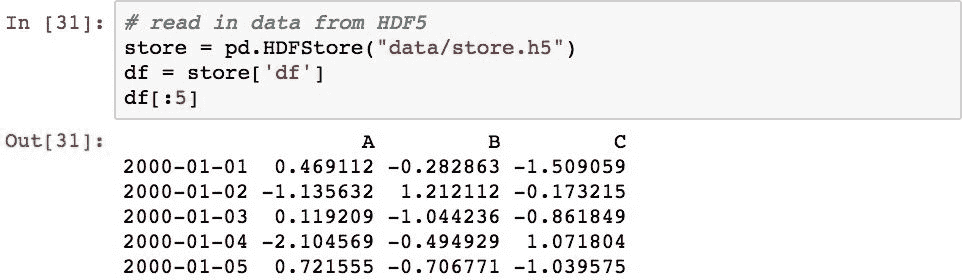 In [31]: # read in data from HDF5
store = pd.HDFStore("data/store.h5")
df = store['df']
df[:5]
Out[31]: A B C
2000-01-01 0.469112 -0.282863 -1.509059
2000-01-02 -1.135632 1.212112 -0.173215
2000-01-03 0.119209 -1.044236 -0.861849
2000-01-04 -2.104569 -0.494929 1.071804
2000-01-05 0.721555 -0.706771 -1.039575